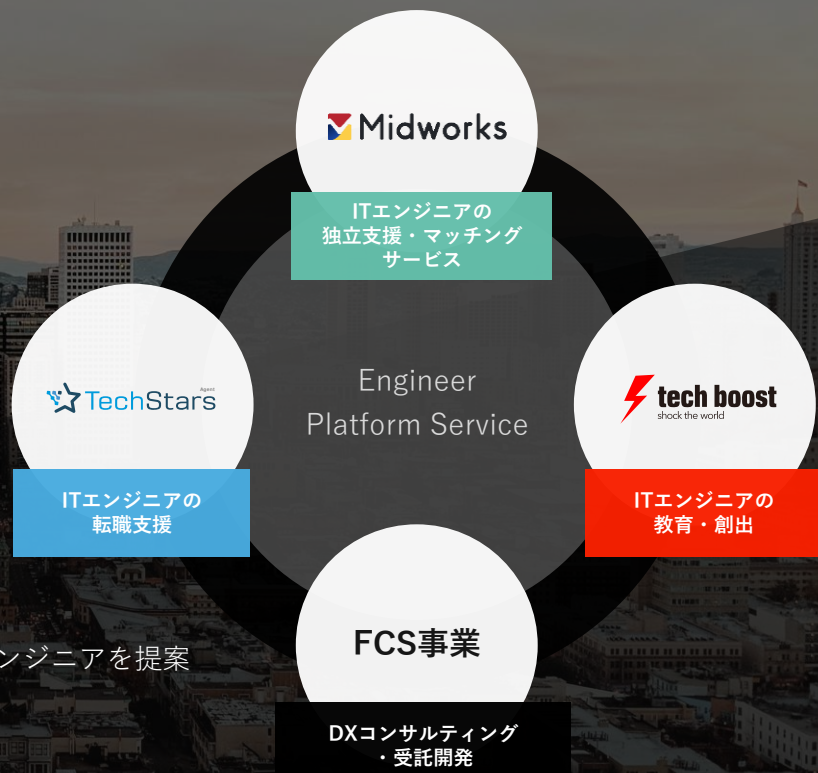 Midworks
ITエンジニアの
独立支援・マッチング
サービス
Agent
TechStars
ITエンジニアの
転職支援
Engineer
Platform Service
tech boost
shock the world
ITエンジニアの
教育・創出
ンジニアを提案
FCS事業
DXコンサルティング
・受託開発